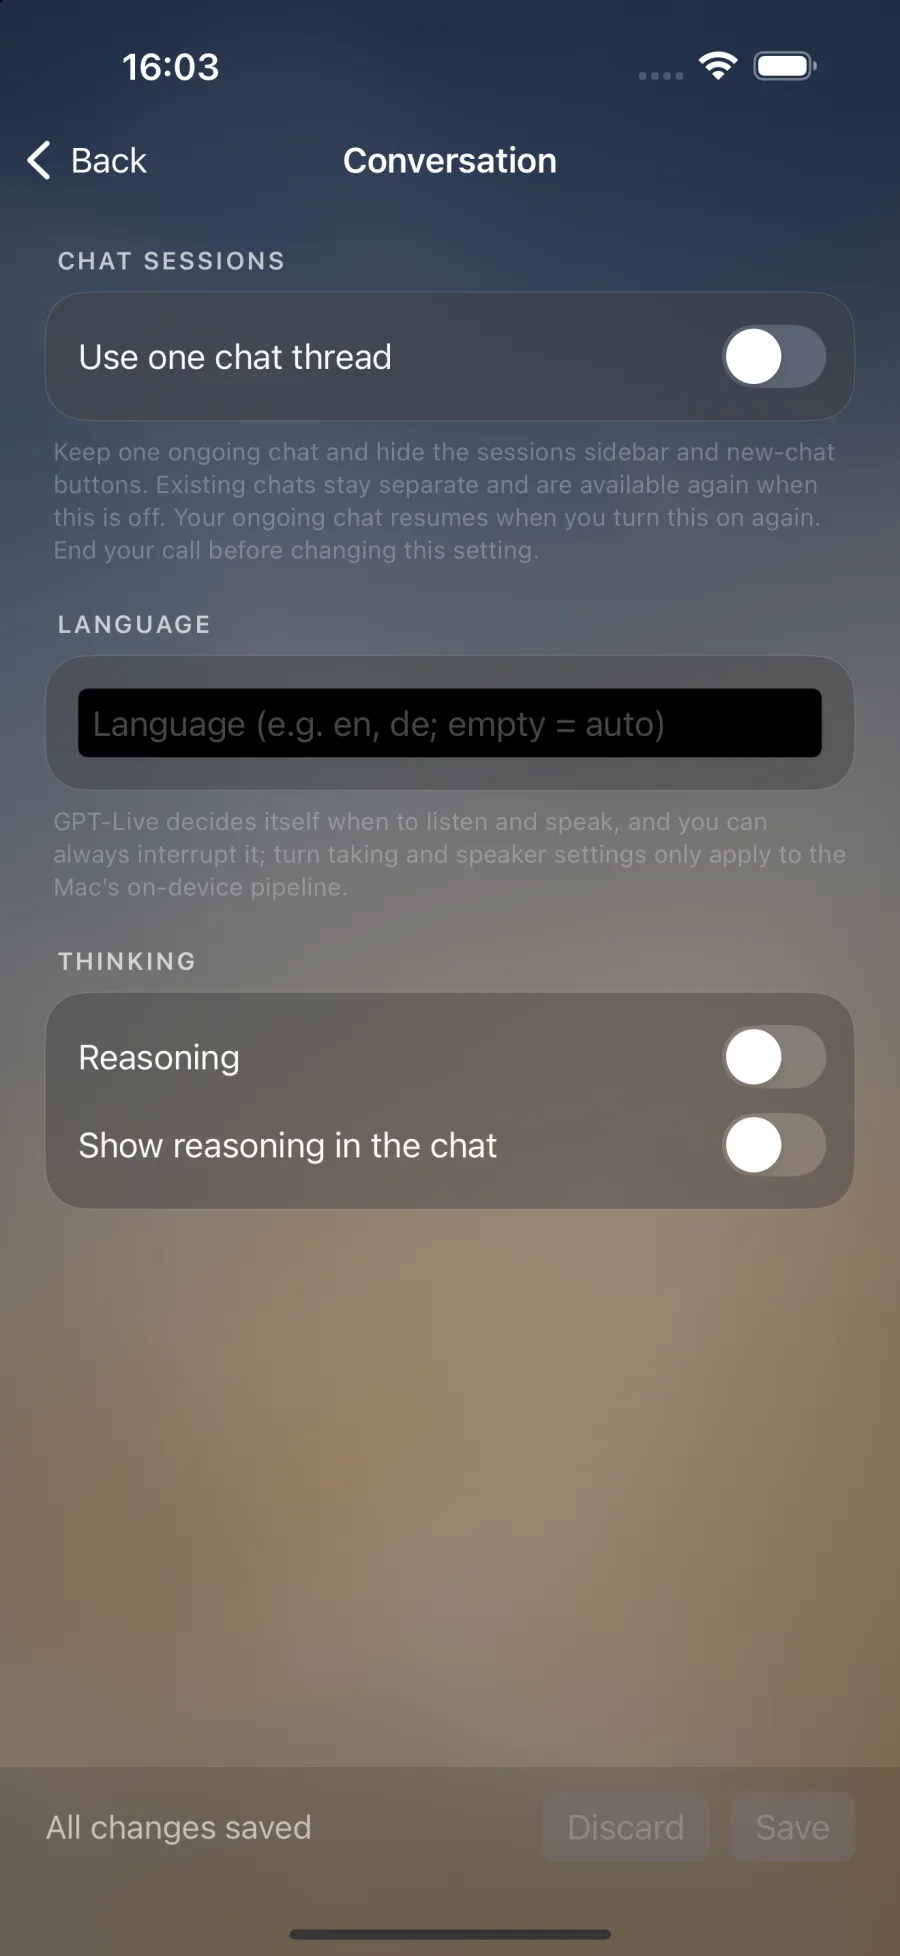 16:03
Back
Conversation
CHAT SESSIONS
Use one chat thread
Keep one ongoing chat and hide the sessions sidebar and new-chat
buttons. Existing chats stay separate and are available again when
this is off. Your ongoing chat resumes when you turn this on again.
End your call before changing this setting.
LANGUAGE
Language (e.g. en, de; empty = auto)
GPT-Live decides itself when to listen and speak, and you can
always interrupt it; turn taking and speaker settings only apply to the
Mac’s on-device pipeline.
THINKING
Reasoning
Show reasoning in the chat
All changes saved
Discard
Save